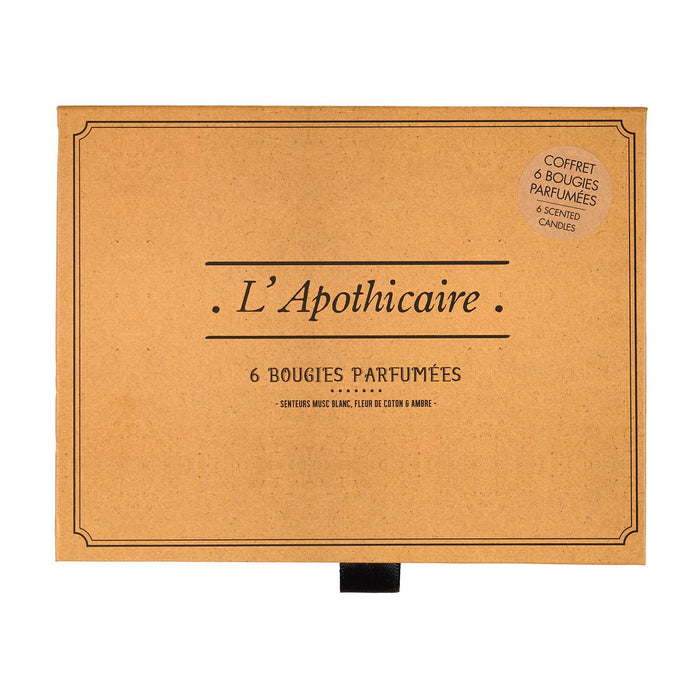 COFFRET
6 BOUGIES
PARFUMÉES
6 SCENTED
CANDLES
. L'Apothicaire .
6 BOUGIES PARFUMÉES
- SENTEURS MUSC BLANC, FLEUR DE COTON & AMBRE -